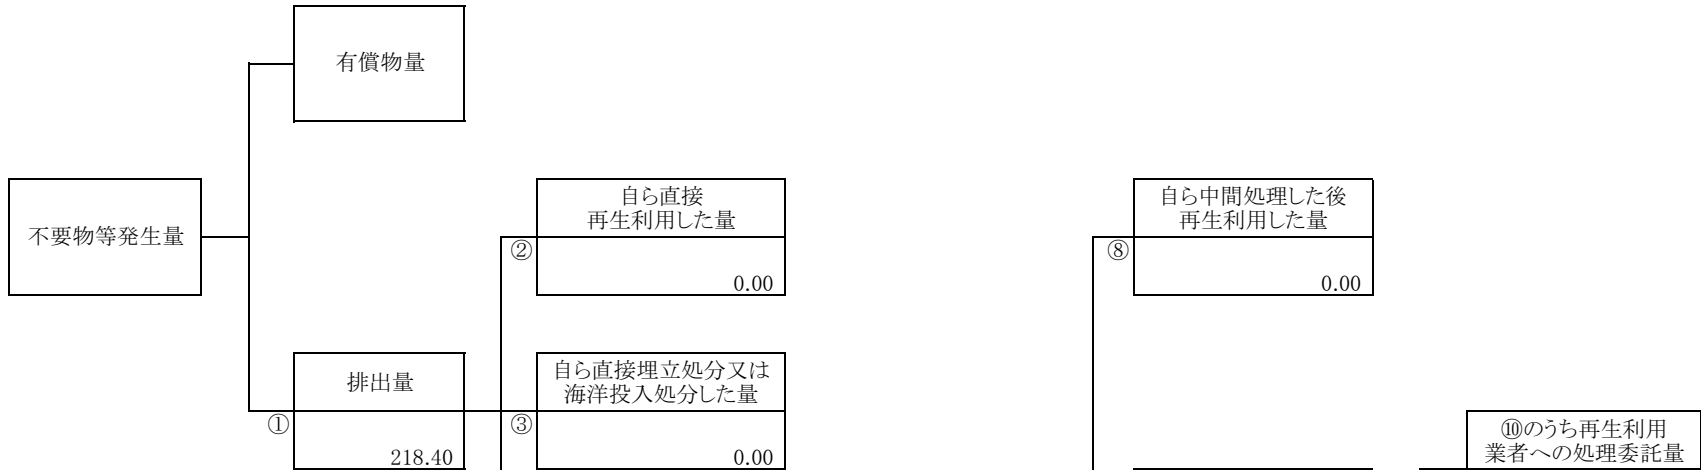 有償物量
不要物等発生量
自ら直接
再生利用した量
②
0.00
自ら中間処理した後
再生利用した量
⑧
0.00
排出量
①
218.40
自ら直接埋立処分又は
海洋投入処分した量
③
0.00
⑩のうち再生利用
業者への処理委託量